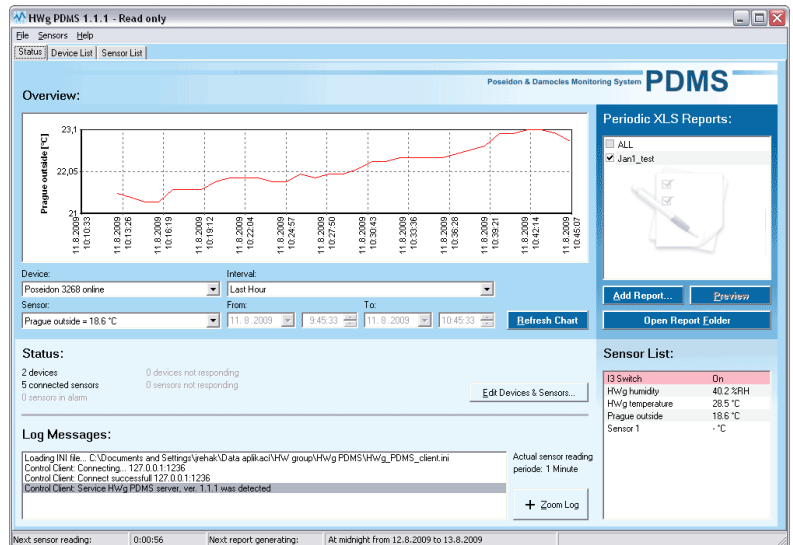 HWg PDMS 1.1.1 - Read only
File Sensors Help
Status Device List Sensor List
Poseidon & Damocles Monitoring System PDMS
Overview:
Prague outside [°C]
23,1
22,05
21
11.8.2009 10:10:33
11.8.2009 10:13:26
11.8.2009 10:16:19
11.8.2009 10:19:12
11.8.2009 10:22:04
11.8.2009 10:24:57
11.8.2009 10:27:50
11.8.2009 10:30:43
11.8.2009 10:33:36
11.8.2009 10:36:28
11.8.2009 10:39:21
11.8.2009 10:42:14
11.8.2009 10:45:07
Periodic XLS Reports:
ALL
Jan1_test
Add Report... Preview
Open Report Folder
Device: Interval:
Poseidon 3268 online Last Hour
Sensor: From: To:
Prague outside = 18.6 °C 11. 8 .2009 9:45:33 11. 8 .2009 10:45:33 Refresh Chart
Status:
2 devices 0 devices not responding
5 connected sensors 0 sensors not responding
0 sensors in alarm
Edit Devices & Sensors...
Sensor List:
I3 Switch On
HWg humidity 40.2 %RH
HWg temperature 28.5 °C
Prague outside 18.6 °C
Sensor 1 - °C
Log Messages:
Loading INI file... C:\Documents and Settings\jrehak\Data aplikací\HW group\HWg PDMS\HWg_PDMS_client.ini
Control Client: Connecting... 127.0.0.1:1236
Control Client: Connect successfull 127.0.0.1:1236
Control Client: Service HWg PDMS server, ver. 1.1.1 was detected
Actual sensor reading
periode: 1 Minute
+ Zoom Log
Next sensor reading: 0:00:56 Next report generating: At midnight from 12.8.2009 to 13.8.2009